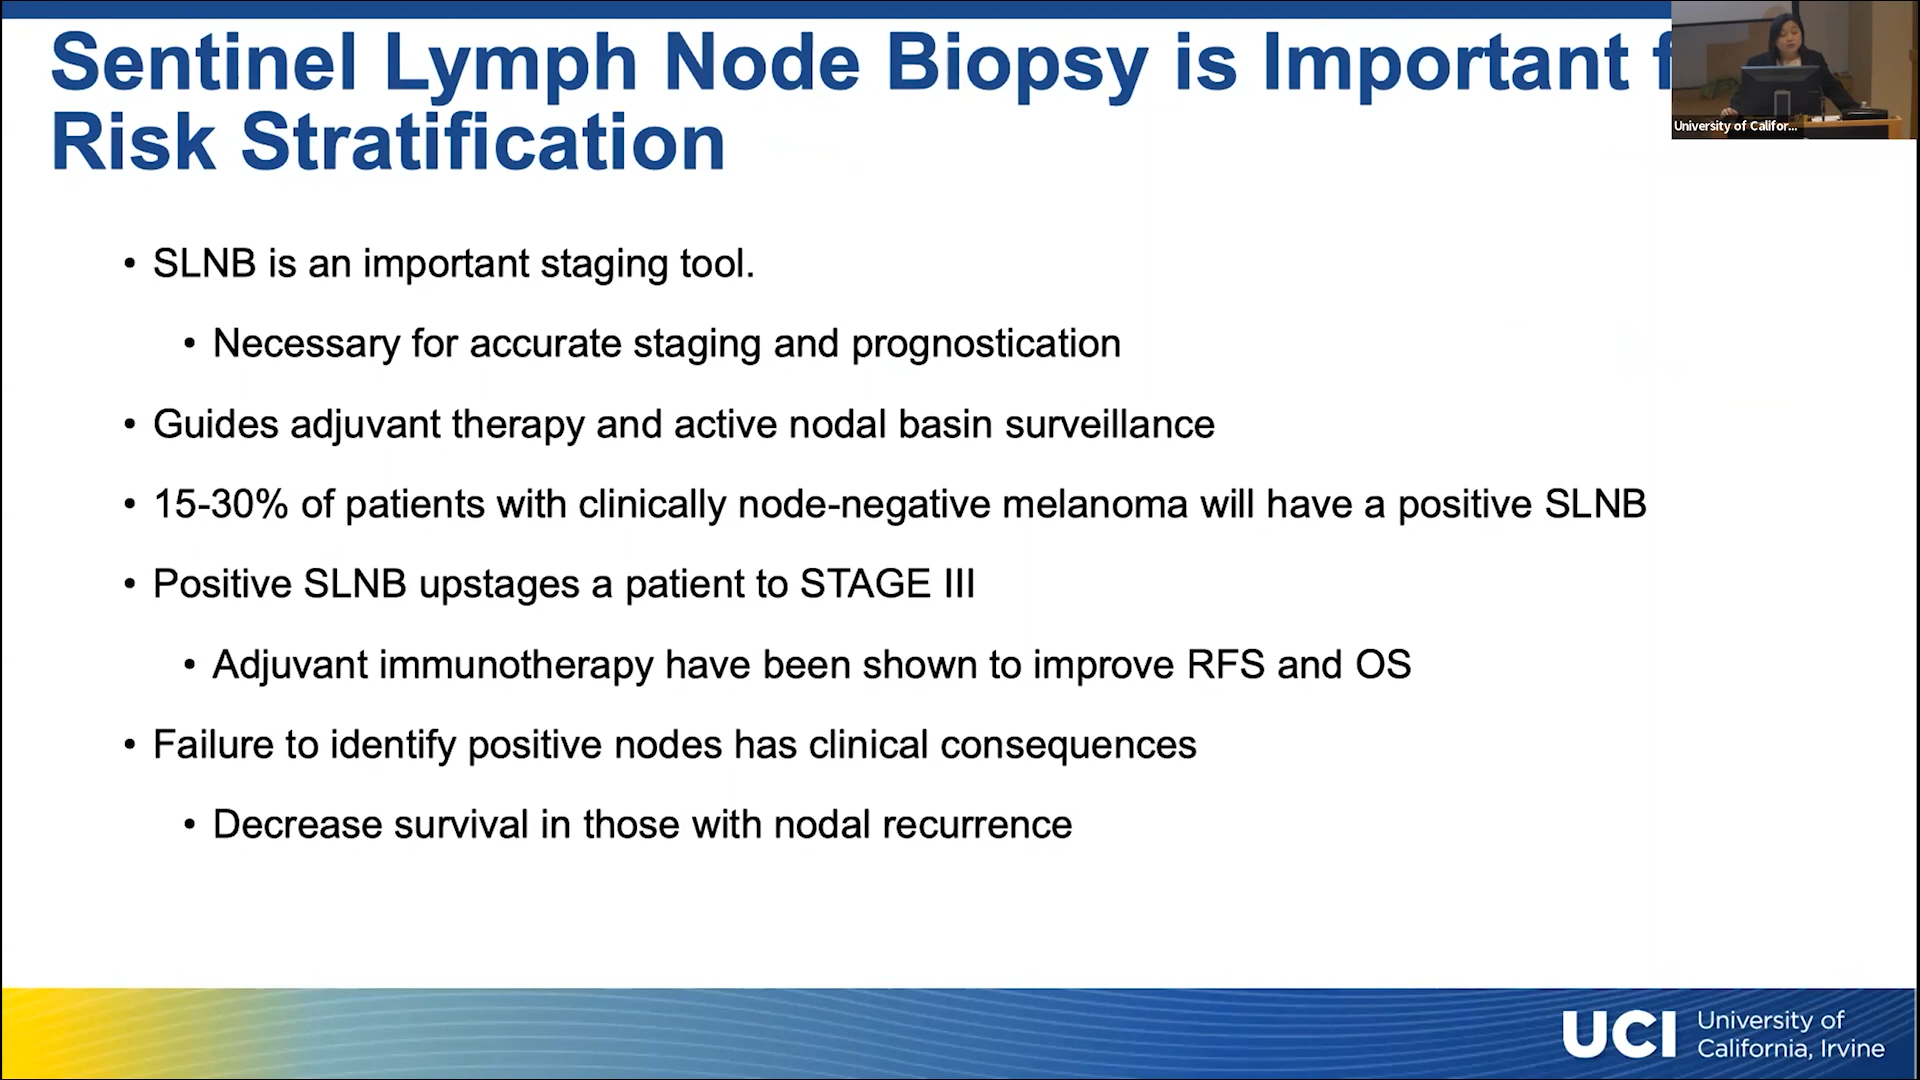 Sentinel Lymph Node Biopsy is Important
Risk Stratification
University of Califor...
• SLNB is an important staging tool.
• Necessary for accurate staging and prognostication
• Guides adjuvant therapy and active nodal basin surveillance
• 15-30% of patients with clinically node-negative melanoma will have a positive SLNB
• Positive SLNB upstages a patient to STAGE III
• Adjuvant immunotherapy have been shown to improve RFS and OS
• Failure to identify positive nodes has clinical consequences
• Decrease survival in those with nodal recurrence
UCI
University of
California, Irvine